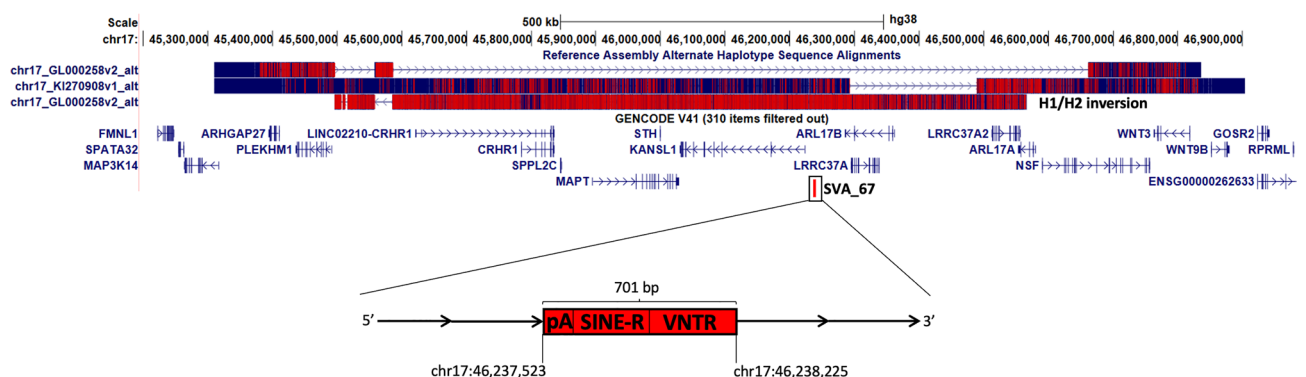 Scale 500 kb hg38
chr17: 45,300,000 45,400,000 45,500,000 45,600,000 45,700,000 45,800,000 45,900,000 46,000,000 46,100,000 46,200,000 46,300,000 46,400,000 46,500,000 46,600,000 46,700,000 46,800,000 46,900,000
Reference Assembly Alternate Haplotype Sequence Alignments
chr17_GL000258v2_alt
chr17_KI270908v1_alt
chr17_GL000258v2_alt
H1/H2 inversion
GENCODE V41 (310 items filtered out)
FMNL1 ARHGAP27 LINC02210-CRHR1 STH ARL17B LRRC37A2 WNT3 GOSR2
SPATA32 PLEKHM1 CRHR1 KANSL1 ARL17A WNT9B RPRML
MAP3K14 SPPL2C LRRC37A NSF
MAPT ENSG00000262633
SVA_67
701 bp
5’ pA SINE-R VNTR 3’
chr17:46,237,523 chr17:46,238,225